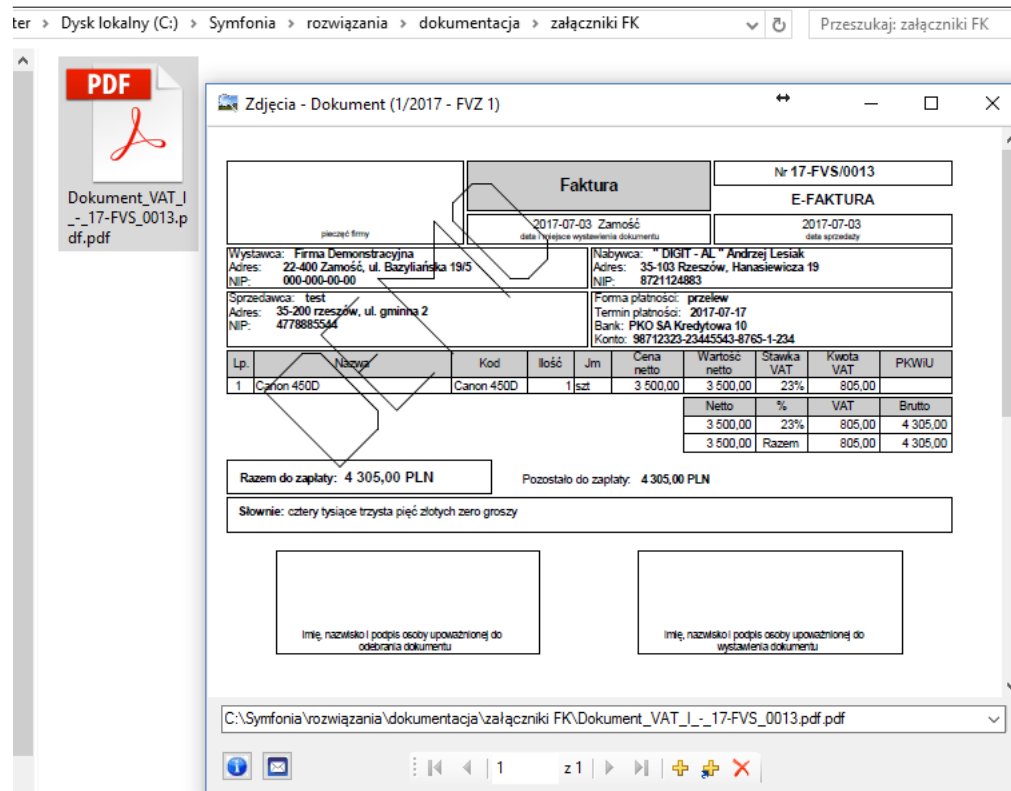 ter > Dysk lokalny (C:) > Symfonia > rozwiązania > dokumentacja > załączniki FK
Przeszukaj: załączniki FK
PDF
Dokument_VAT_I
_-_17-FVS_0013.p
df.pdf
Zdjęcia - Dokument (1/2017 - FVZ 1)
pieczęć firmy
Faktura
Nr 17-FVS/0013
E-FAKTURA
2017-07-03 Zamość
data i miejsce wystawienia dokumentu
2017-07-03
data sprzedaży
Wystawca: Firma Demonstracyjna
Adres: 22-400 Zamość, ul. Bazyliańska 19/5
NIP: 000-000-00-00
Nabywca: " DIGIT - AL " Andrzej Lesiak
Adres: 35-103 Rzeszów, Hanasiewicza 19
NIP: 8721124883
Sprzedawca: test
Adres: 35-200 rzeszów, ul. gminna 2
NIP: 4778885544
Forma płatności: przelew
Termin płatności: 2017-07-17
Bank: PKO SA Kredytowa 10
Konto: 98712323-23445543-8765-1-234
Lp. Nazwa Kod Ilość Jm Cena netto Wartość netto Stawka VAT Kwota VAT PKWiU
1 Canon 450D Canon 450D 1 szt 3 500,00 3 500,00 23% 805,00
Netto % VAT Brutto
3 500,00 23% 805,00 4 305,00
3 500,00 Razem 805,00 4 305,00
Razem do zapłaty: 4 305,00 PLN
Pozostało do zapłaty: 4 305,00 PLN
Słownie: cztery tysiące trzysta pięć złotych zero groszy
Imię, nazwisko i podpis osoby upoważnionej do
odebrania dokumentu
Imię, nazwisko i podpis osoby upoważnionej do
wystawienia dokumentu
C:\Symfonia\rozwiązania\dokumentacja\załączniki FK\Dokument_VAT_I_-_17-FVS_0013.pdf.pdf
1 z 1